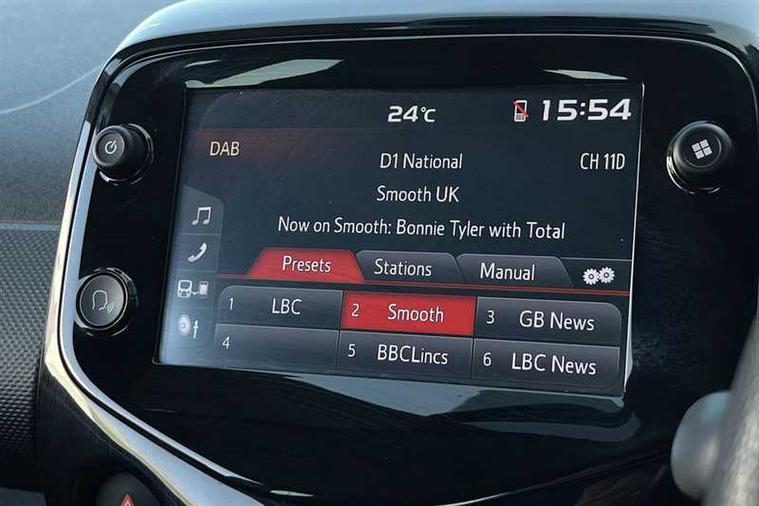 24°C 15:54
DAB
D1 National CH 11D
Smooth UK
Now on Smooth: Bonnie Tyler with Total
Presets Stations Manual
1 LBC 2 Smooth 3 GB News
4 5 BBCLincs 6 LBC News